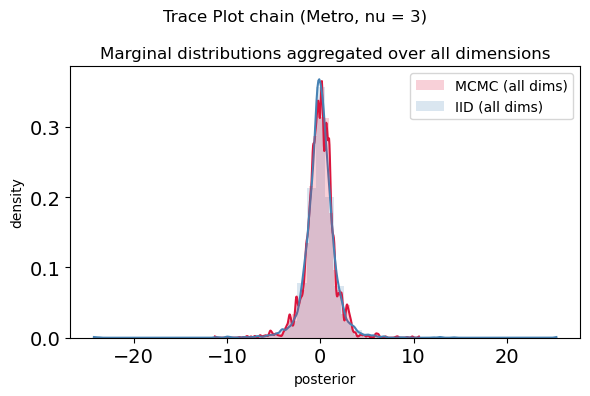 Trace Plot chain (Metro, nu = 3)
Marginal distributions aggregated over all dimensions
MCMC (all dims)
IID (all dims)
0.3
0.2
0.1
0.0
density
−20
−10
0
10
20
posterior